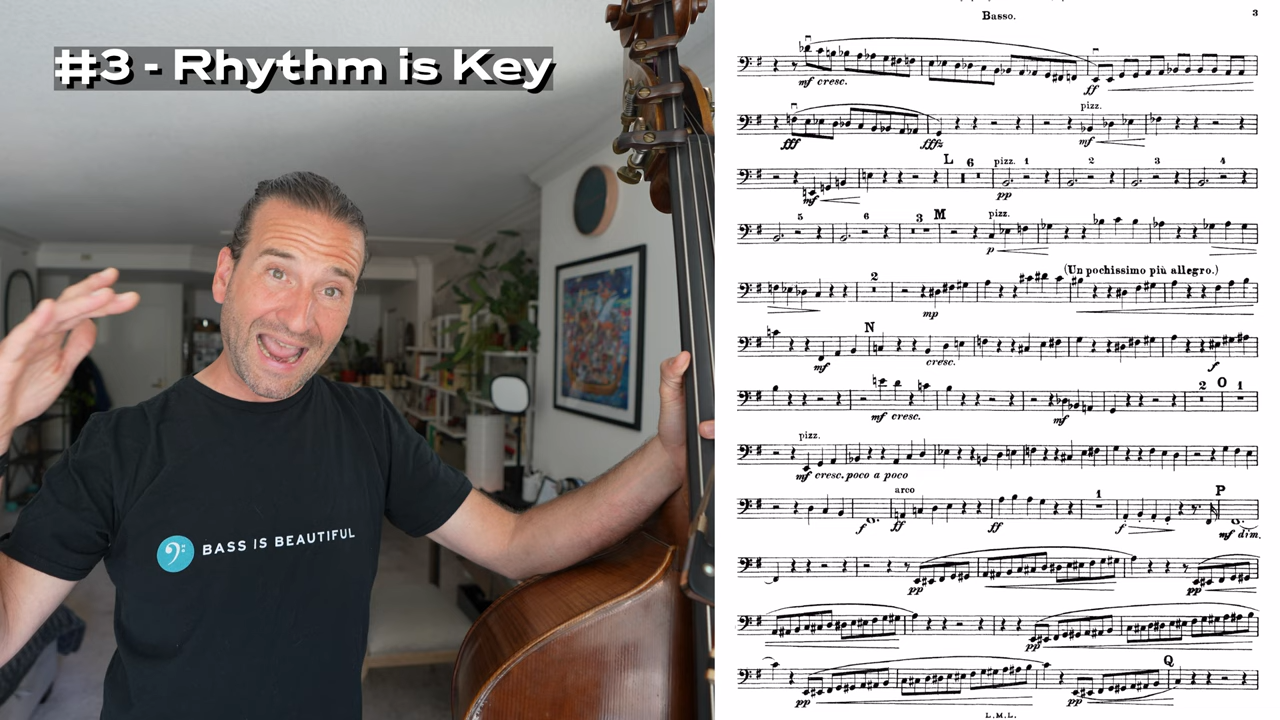 #3 - Rhythm is Key
BASS IS BEAUTIFUL
Basso.
3
mf cresc.
ff
pizz.
fff
fffz
mf
L 6 pizz. 1 2 3 4
mf
pp
5 6 3 M pizz.
p
2 (Un pochissimo più allegro.)
mp
N
mf cresc. f
2 O 1
mf cresc. mf
pizz.
mf cresc. poco a poco
arco 1 P
f ff ff f mf dim.
pp pp
pp
Q
pp pp
L.M.L.